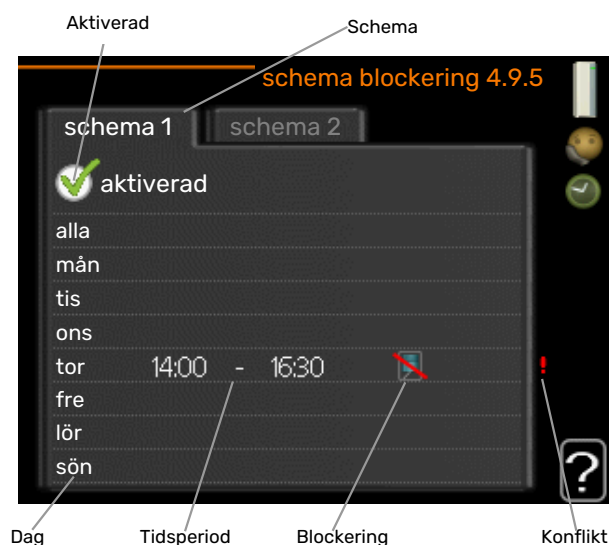 Aktiverad
Schema
schema blockering 4.9.5
schema 1
schema 2
aktiverad
alla
mån
tis
ons
tor 14:00 - 16:30 !
fre
lör
sön
?
Dag
Tidsperiod
Blockering
Konflikt